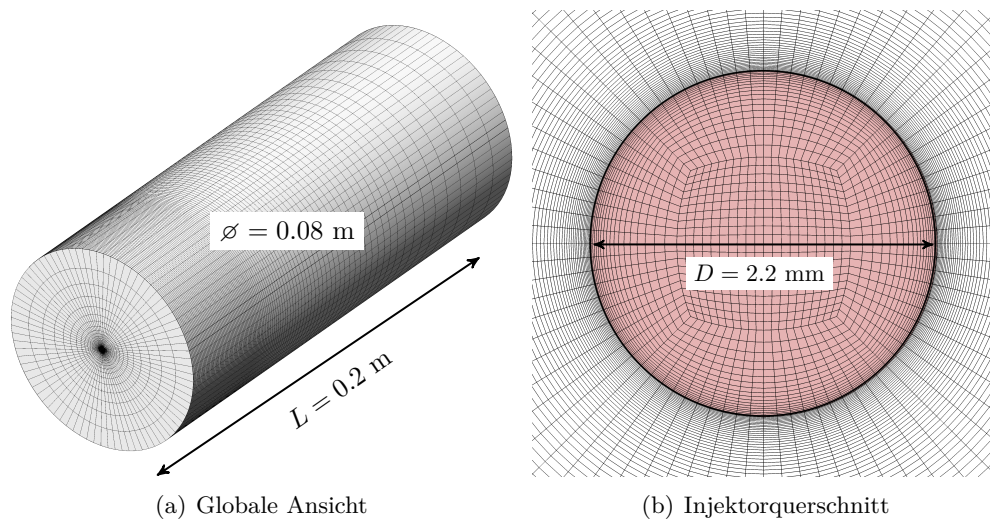 ⌀ = 0.08 m
L = 0.2 m
D = 2.2 mm
(a) Globale Ansicht
(b) Injektorquerschnitt